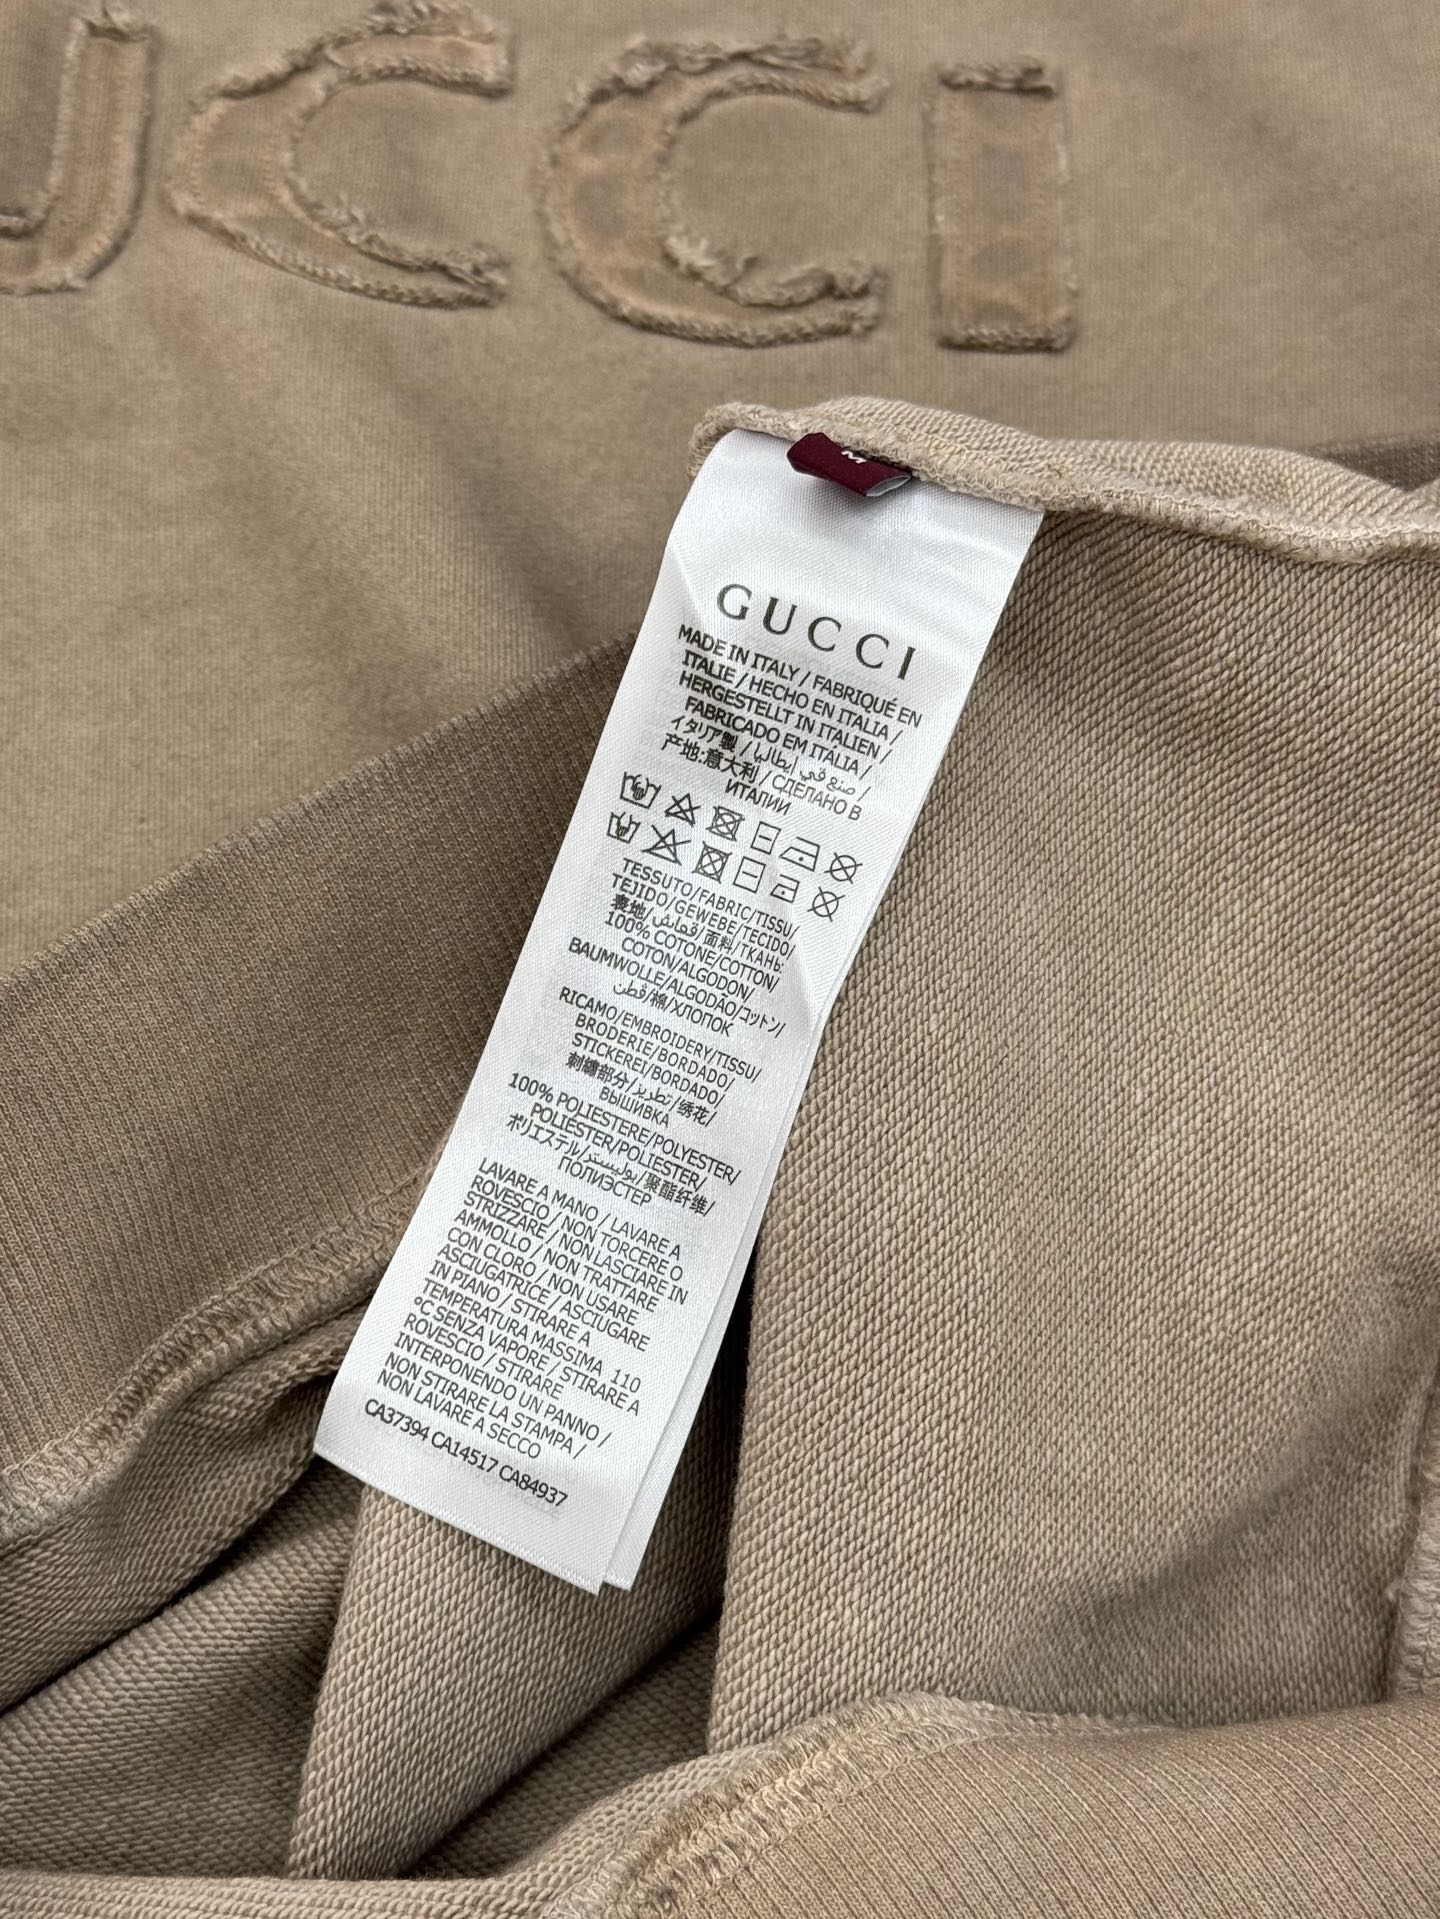 UCCI
M
GUCCI
MADE IN ITALY / FABRIQUÉ EN
ITALIE / HECHO EN ITALIA /
HERGESTELLT IN ITALIEN /
FABRICADO EM ITÁLIA /
イタリア製 / صنع في إيطاليا /
产地:意大利 / СДЕЛАНО В
ИТАЛИИ
TESSUTO/FABRIC/TISSU/
TEJIDO/GEWEBE/TECIDO/
表地/قماش/面料/ТКАНЬ:
100% COTONE/COTTON/
COTON/ALGODON/
BAUMWOLLE/ALGODÃO/コットン/
قطن/棉/ХЛОПОК
RICAMO/EMBROIDERY/TISSU/
BRODERIE/BORDADO/
STICKEREI/BORDADO/
刺繍部分/تطريز/绣花/
ВЫШИВКА
100% POLIESTERE/POLYESTER/
POLIÉSTER/POLIESTER/
ポリエステル/بوليستر/聚酯纤维/
ПОЛИЭСТЕР
LAVARE A MANO / LAVARE A
ROVESCIO / NON TORCERE O
STRIZZARE / NON LASCIARE IN
AMMOLLO / NON TRATTARE
CON CLORO / NON USARE
ASCIUGATRICE / ASCIUGARE
IN PIANO / STIRARE A
TEMPERATURA MASSIMA 110
°C SENZA VAPORE / STIRARE A
ROVESCIO / STIRARE
INTERPONENDO UN PANNO /
NON STIRARE LA STAMPA /
NON LAVARE A SECCO
CA37394 CA14517 CA84937